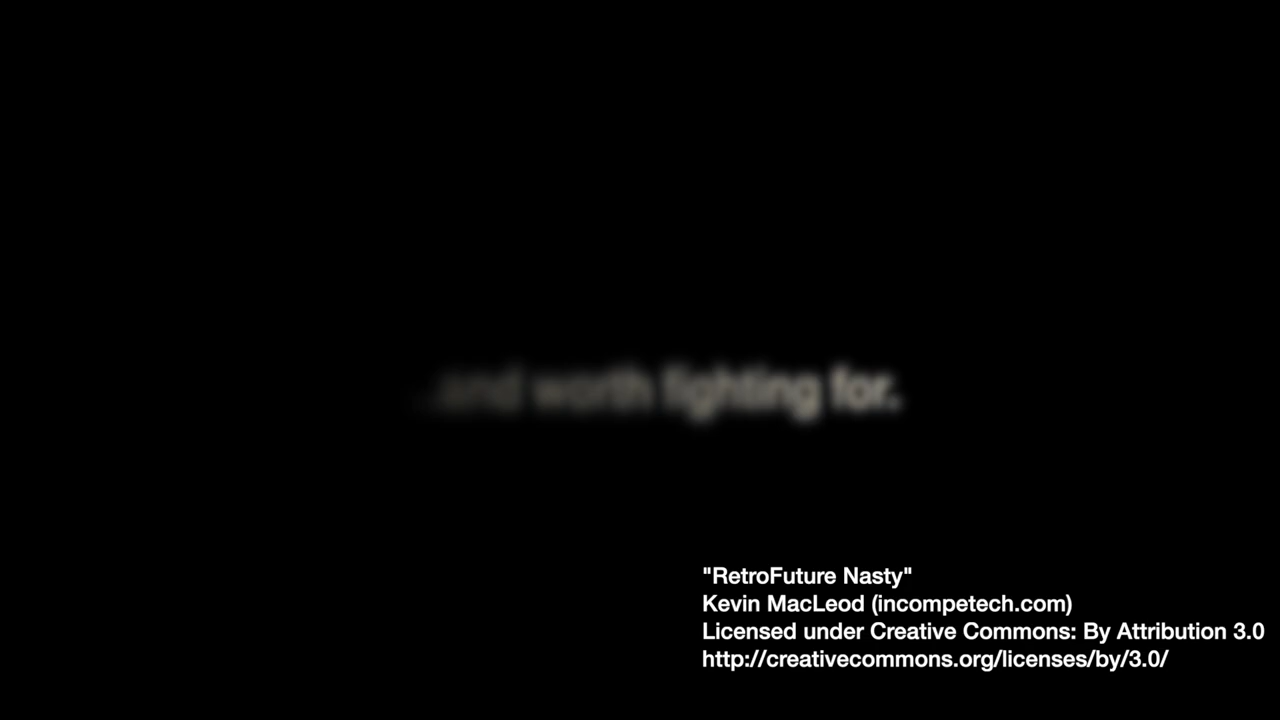 ..and worth fighting for.
"RetroFuture Nasty"
Kevin MacLeod (incompetech.com)
Licensed under Creative Commons: By Attribution 3.0
http://creativecommons.org/licenses/by/3.0/